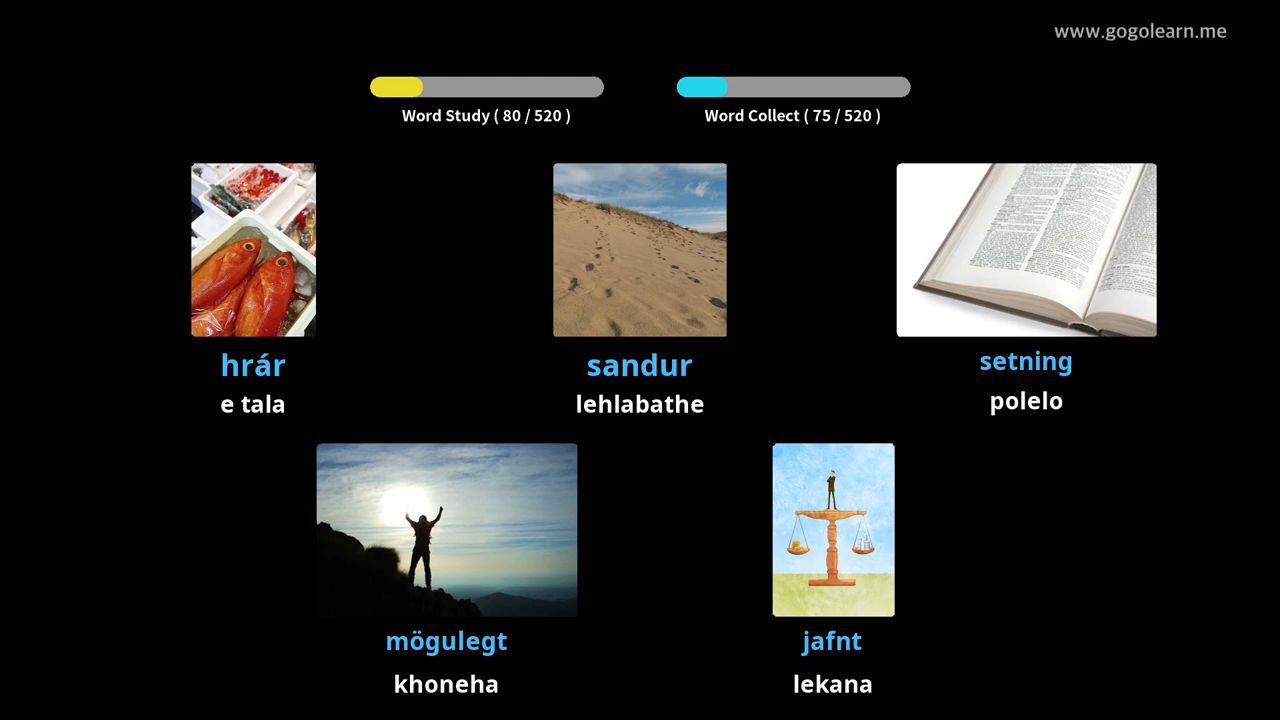 www.gogolearn.me
Word Study ( 80 / 520 )
Word Collect ( 75 / 520 )
hrár
e tala
sandur
lehlabathe
setning
polelo
mögulegt
khoneha
jafnt
lekana